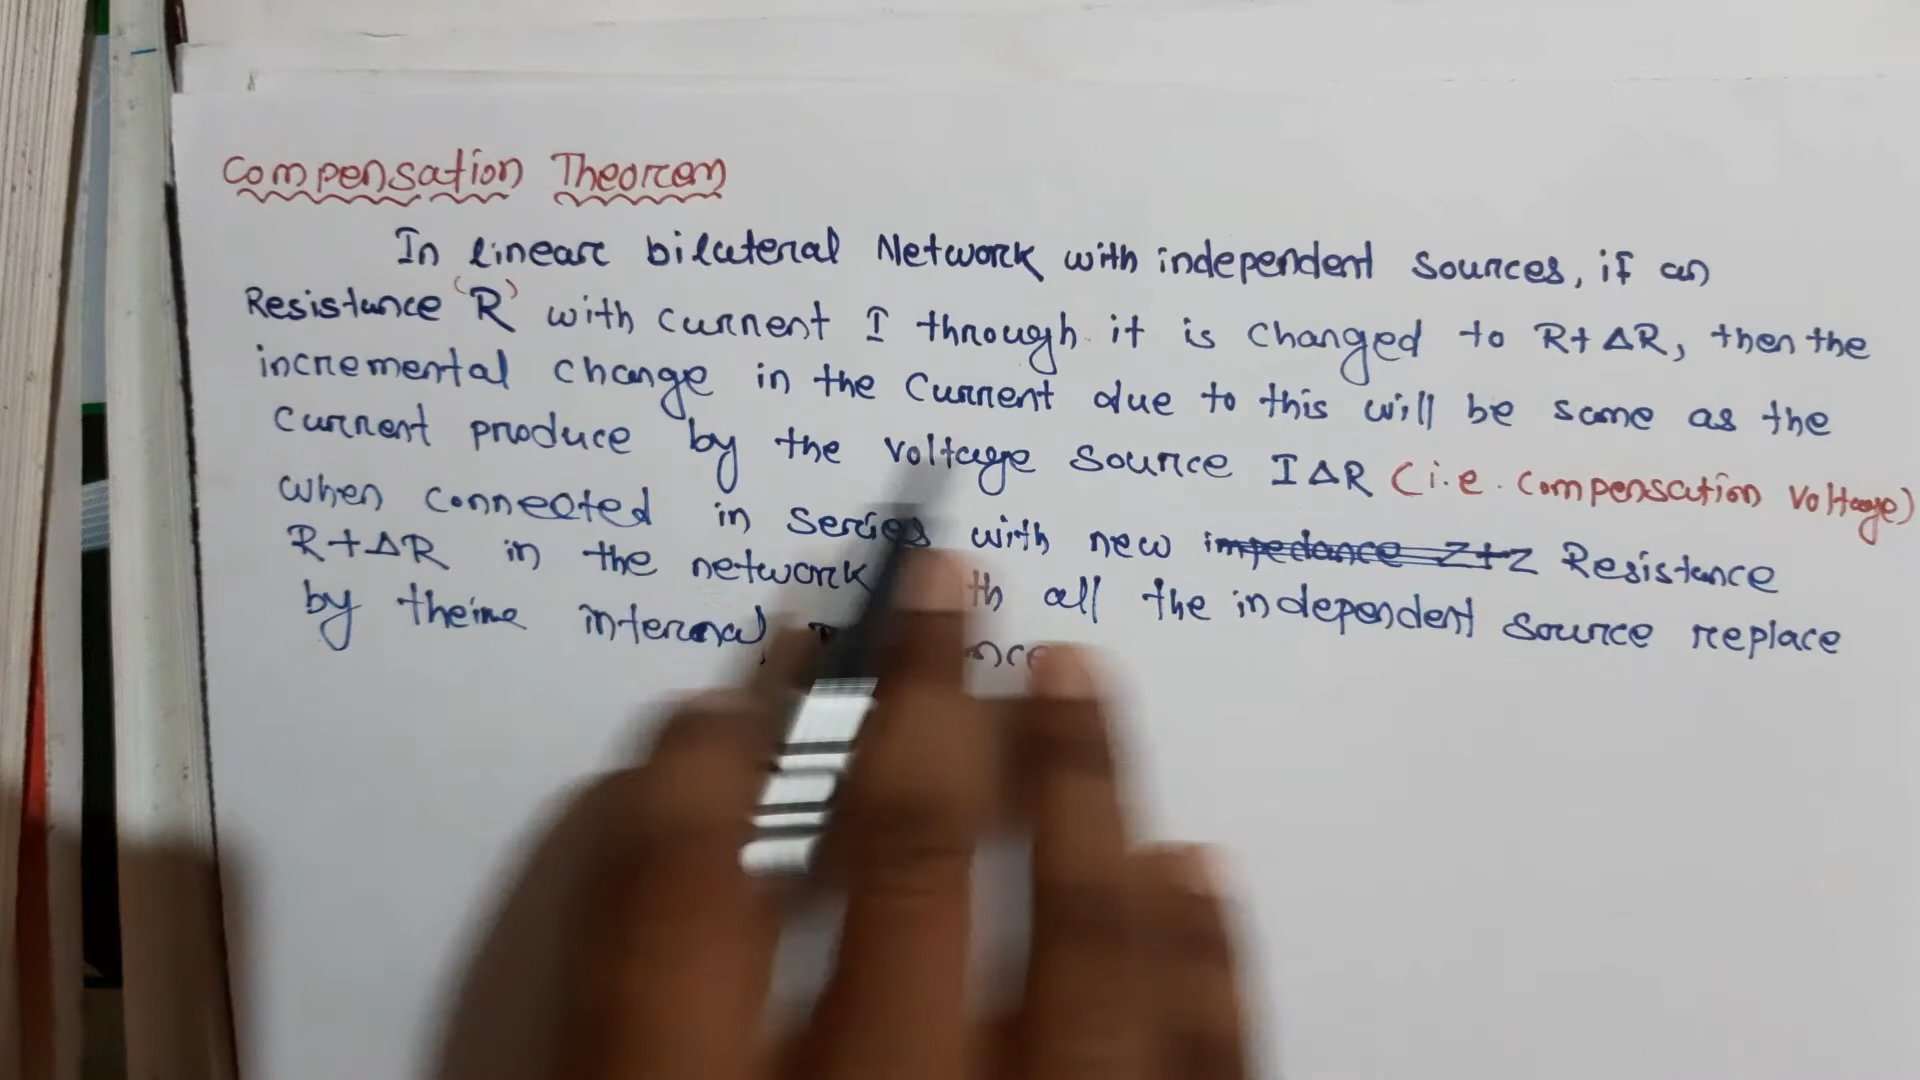 Compensation Theorem
In linear bilateral Network with independent Sources, if an
Resistance 'R' with current I through it is changed to R+ΔR, then the
incremental change in the Current due to this will be same as the
Current produce by the voltage source IΔR (i.e. Compensation Voltage)
when connected in series with new ~~impedance Z+Z~~ Resistance
R+ΔR in the network all the independent source replace
by internal